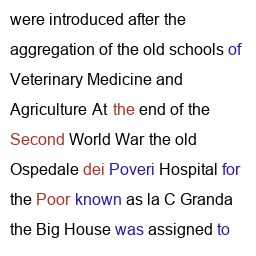 were introduced after the
aggregation of the old schools of
Veterinary Medicine and
Agriculture At the end of the
Second World War the old
Ospedale dei Poveri Hospital for
the Poor known as la C Granda
the Big House was assigned to